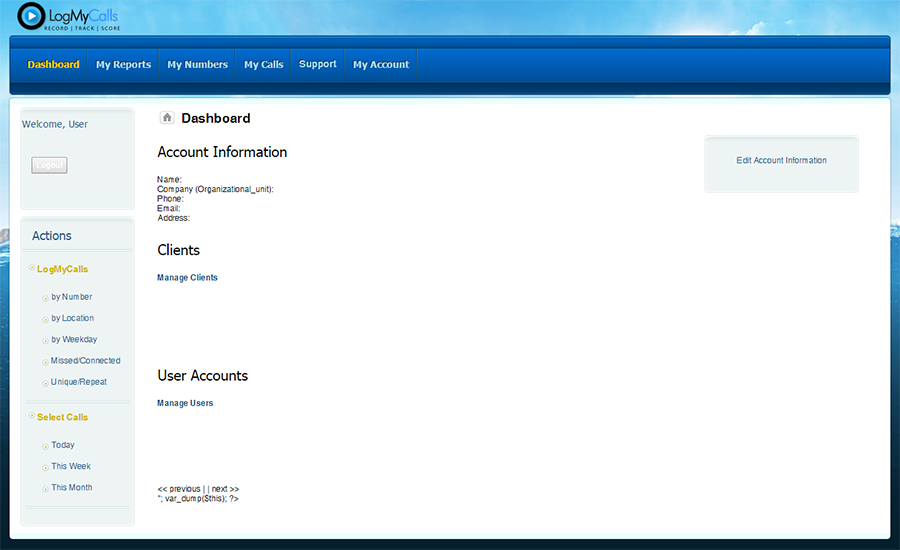 LogMyCalls
RECORD | TRACK | SCORE
Dashboard My Reports My Numbers My Calls Support My Account
Welcome, User
Logout
Actions
LogMyCalls
by Number
by Location
by Weekday
Missed/Connected
Unique/Repeat
Select Calls
Today
This Week
This Month
Dashboard
Account Information
Name:
Company (Organizational_unit):
Phone:
Email:
Address:
Clients
Manage Clients
User Accounts
Manage Users
<< previous | | next >>
"; var_dump($this); ?>
Edit Account Information